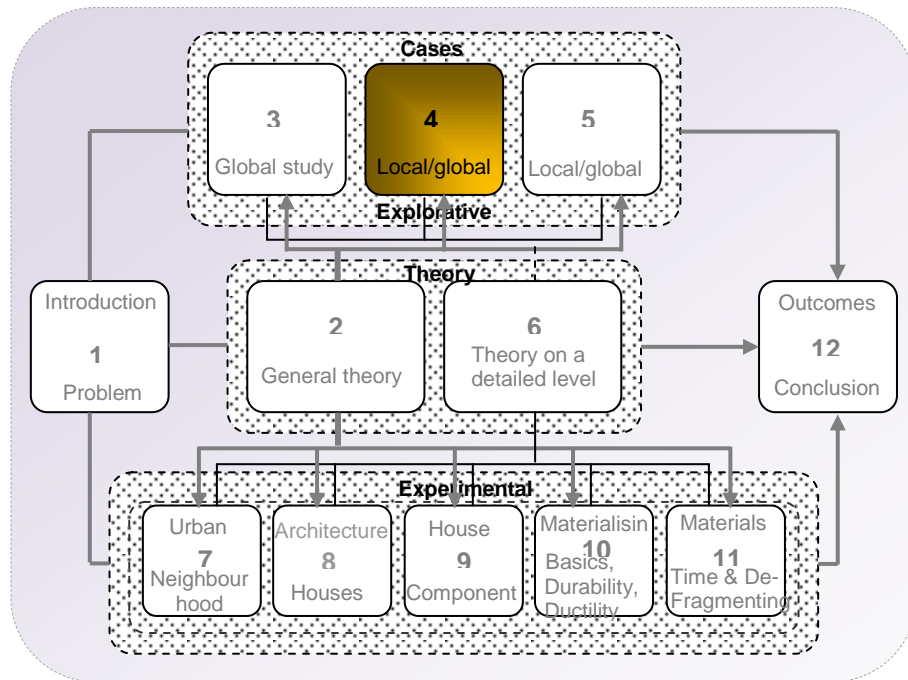 Cases
3
Global study
4
Local/global
5
Local/global
Explorative
Theory
Introduction
1
Problem
2
General theory
6
Theory on a
detailed level
Outcomes
12
Conclusion
Experimental
Urban
7
Neighbour
hood
Architecture
8
Houses
House
9
Component
Materialisin
10
Basics,
Durability,
Ductility
Materials
11
Time & De-
Fragmenting